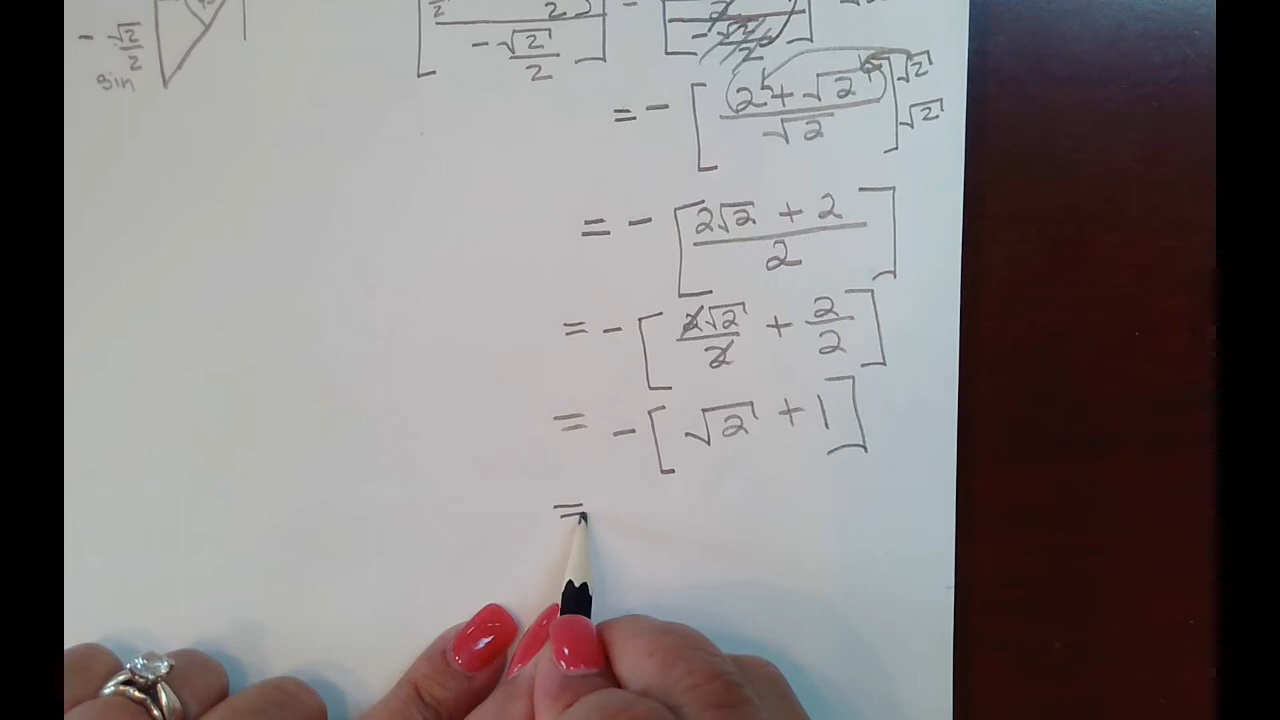 - √2/2
sin
[ 2 / (-√2/2) ] - [
= - [ (2 + √2) / √2 ] √2/√2
= - [ (2√2 + 2) / 2 ]
= - [ 2√2/2 + 2/2 ]
= - [ √2 + 1 ]
=